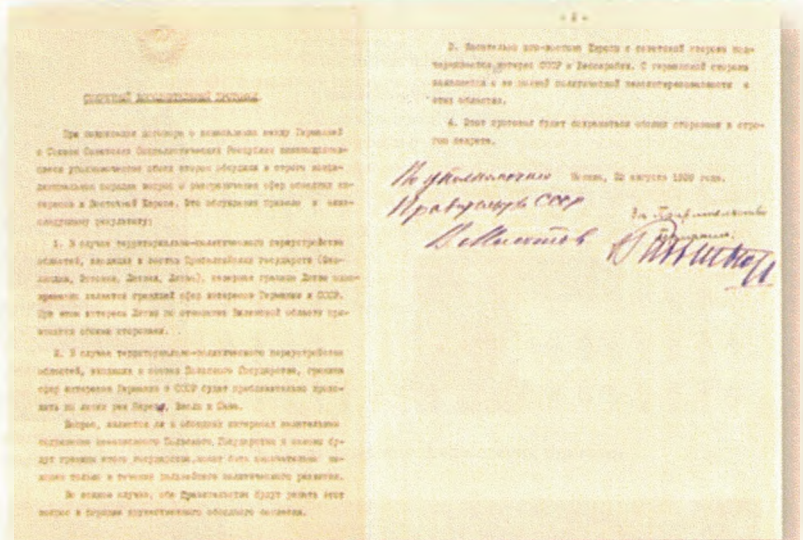 СЕКРЕТНЫЙ ДОПОЛНИТЕЛЬНЫЙ ПРОТОКОЛ.
При подписании договора о ненападении между Германией
и Союзом Советских Социалистических Республик нижеподписав-
шиеся уполномоченные обеих сторон обсудили в строго конфи-
денциальном порядке вопрос о разграничении сфер обоюдных ин-
тересов в Восточной Европе. Это обсуждение привело к ниже-
следующему результату:
1. В случае территориально-политического переустройства
областей, входящих в состав Прибалтийских государств (Фин-
ляндия, Эстония, Латвия, Литва), северная граница Литвы одно-
временно является границей сфер интересов Германии и СССР.
При этом интересы Литвы по отношению Виленской области приз-
наются обеими сторонами.
2. В случае территориально-политического переустройства
областей, входящих в состав Польского Государства, граница
сфер интересов Германии и СССР будет приблизительно прохо-
дить по линии рек Нарева, Вислы и Сана.
Вопрос, является ли в обоюдных интересах желательным
сохранение независимого Польского Государства и каковы бу-
дут границы этого государства, может быть окончательно вы-
яснен только в течение дальнейшего политического развития.
Во всяком случае, оба Правительства будут решать этот
вопрос в порядке дружественного обоюдного согласия.
- 2 -
3. Касательно юго-востока Европы с советской стороны под-
черкивается интерес СССР к Бессарабии. С германской стороны
заявляется о ее полной политической незаинтересованности в
этих областях.
4. Этот протокол будет сохраняться обеими сторонами в стро-
гом секрете.
Москва, 23 августа 1939 года.
По уполномочию
Правительства СССР
В. Молотов
За Правительство
Германии: